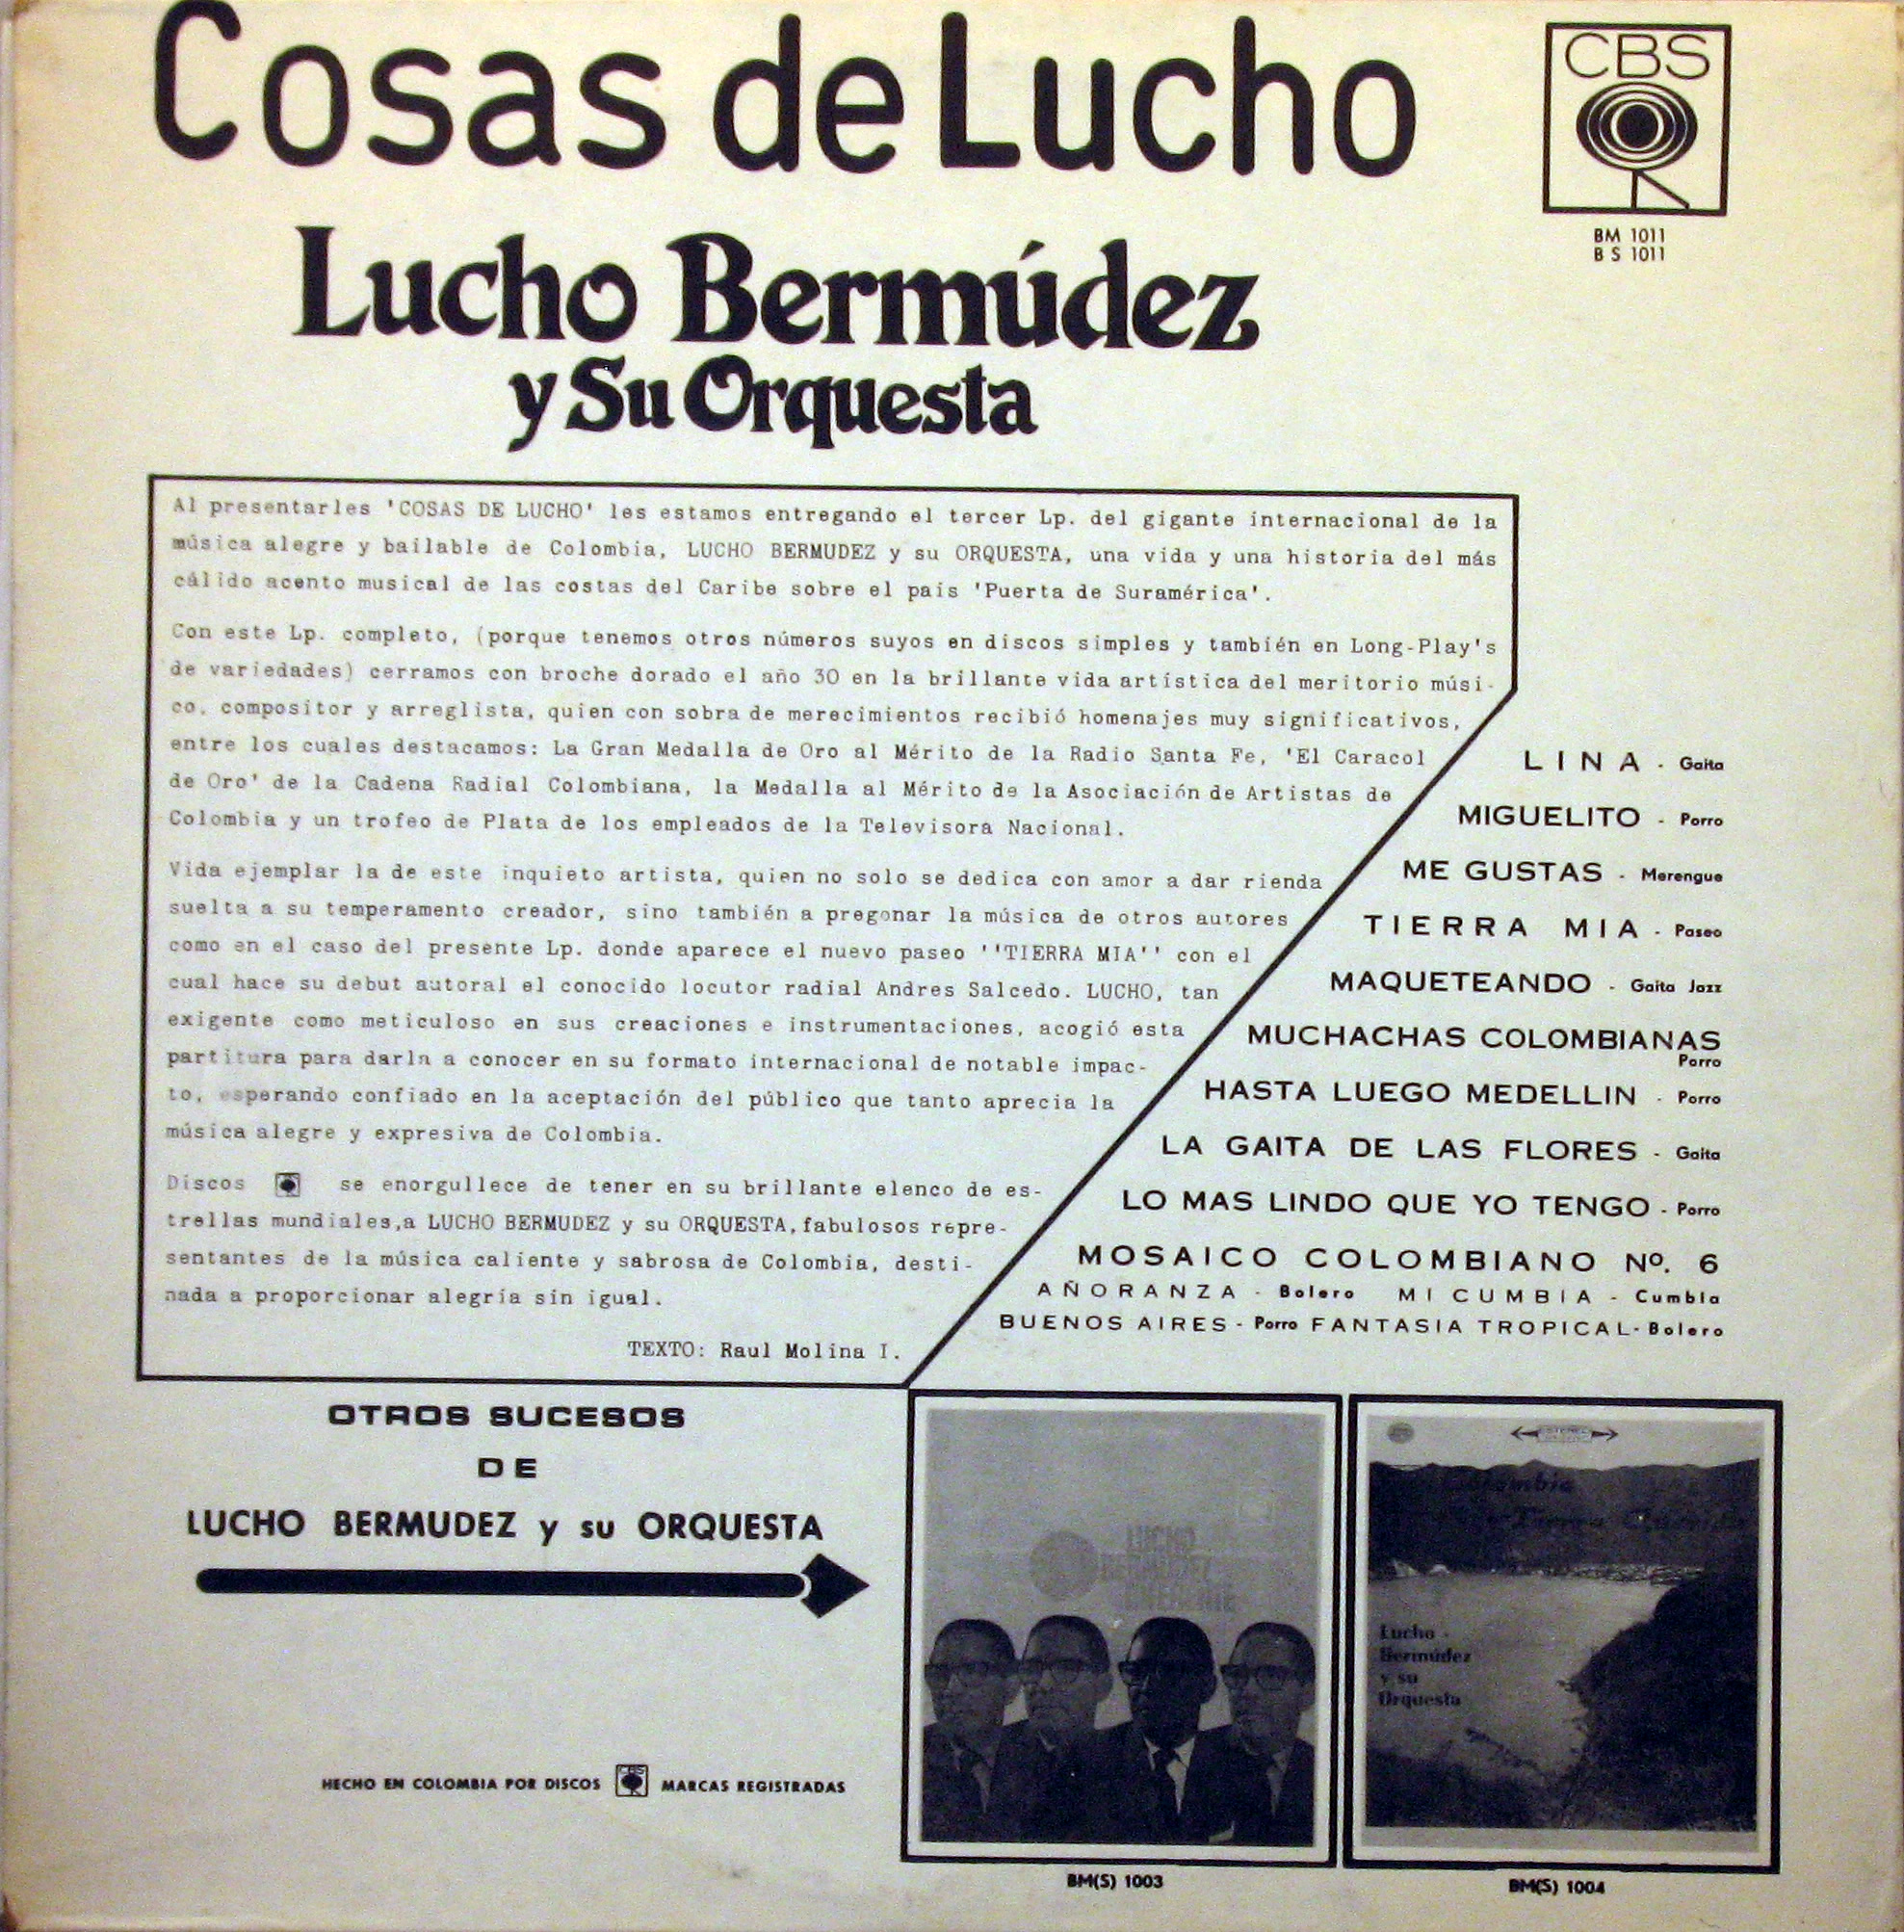 Cosas de Lucho
CBS
BM 1011
BS 1011
Lucho Bermúdez
y Su Orquesta
Al presentarles 'COSAS DE LUCHO' les estamos entregando el tercer Lp. del gigante internacional de la
música alegre y bailable de Colombia, LUCHO BERMUDEZ y su ORQUESTA, una vida y una historia del más
cálido acento musical de las costas del Caribe sobre el país 'Puerta de Suramérica'.
Con este Lp. completo, (porque tenemos otros números suyos en discos simples y también en Long-Play's
de variedades) cerramos con broche dorado el año 30 en la brillante vida artística del meritorio músi-
co, compositor y arreglista, quien con sobra de merecimientos recibió homenajes muy significativos,
entre los cuales destacamos: La Gran Medalla de Oro al Mérito de la Radio Santa Fe, 'El Caracol
de Oro' de la Cadena Radial Colombiana, la Medalla al Mérito de la Asociación de Artistas de
Colombia y un trofeo de Plata de los empleados de la Televisora Nacional.
Vida ejemplar la de este inquieto artista, quien no solo se dedica con amor a dar rienda
suelta a su temperamento creador, sino también a pregonar la música de otros autores
como en el caso del presente Lp. donde aparece el nuevo paseo ''TIERRA MIA'' con el
cual hace su debut autoral el conocido locutor radial Andres Salcedo. LUCHO, tan
exigente como meticuloso en sus creaciones e instrumentaciones, acogió esta
partitura para darla a conocer en su formato internacional de notable impac-
to, esperando confiado en la aceptación del público que tanto aprecia la
música alegre y expresiva de Colombia.
Discos se enorgullece de tener en su brillante elenco de es-
trellas mundiales,a LUCHO BERMUDEZ y su ORQUESTA, fabulosos repre-
sentantes de la música caliente y sabrosa de Colombia, desti-
nada a proporcionar alegría sin igual.
TEXTO: Raul Molina I.
LINA - Gaita
MIGUELITO - Porro
ME GUSTAS - Merengue
TIERRA MIA - Paseo
MAQUETEANDO - Gaita Jazz
MUCHACHAS COLOMBIANAS
Porro
HASTA LUEGO MEDELLIN - Porro
LA GAITA DE LAS FLORES - Gaita
LO MAS LINDO QUE YO TENGO - Porro
MOSAICO COLOMBIANO Nº. 6
AÑORANZA - Bolero MI CUMBIA - Cumbia
BUENOS AIRES - Porro FANTASIA TROPICAL - Bolero
OTROS SUCESOS
DE
LUCHO BERMUDEZ y su ORQUESTA
LUCHO
BERMUDEZ
Colombia
Tierra Querida
Lucho
Bermúdez
y su
Orquesta
HECHO EN COLOMBIA POR DISCOS CBS MARCAS REGISTRADAS
BM(S) 1003
BM(S) 1004